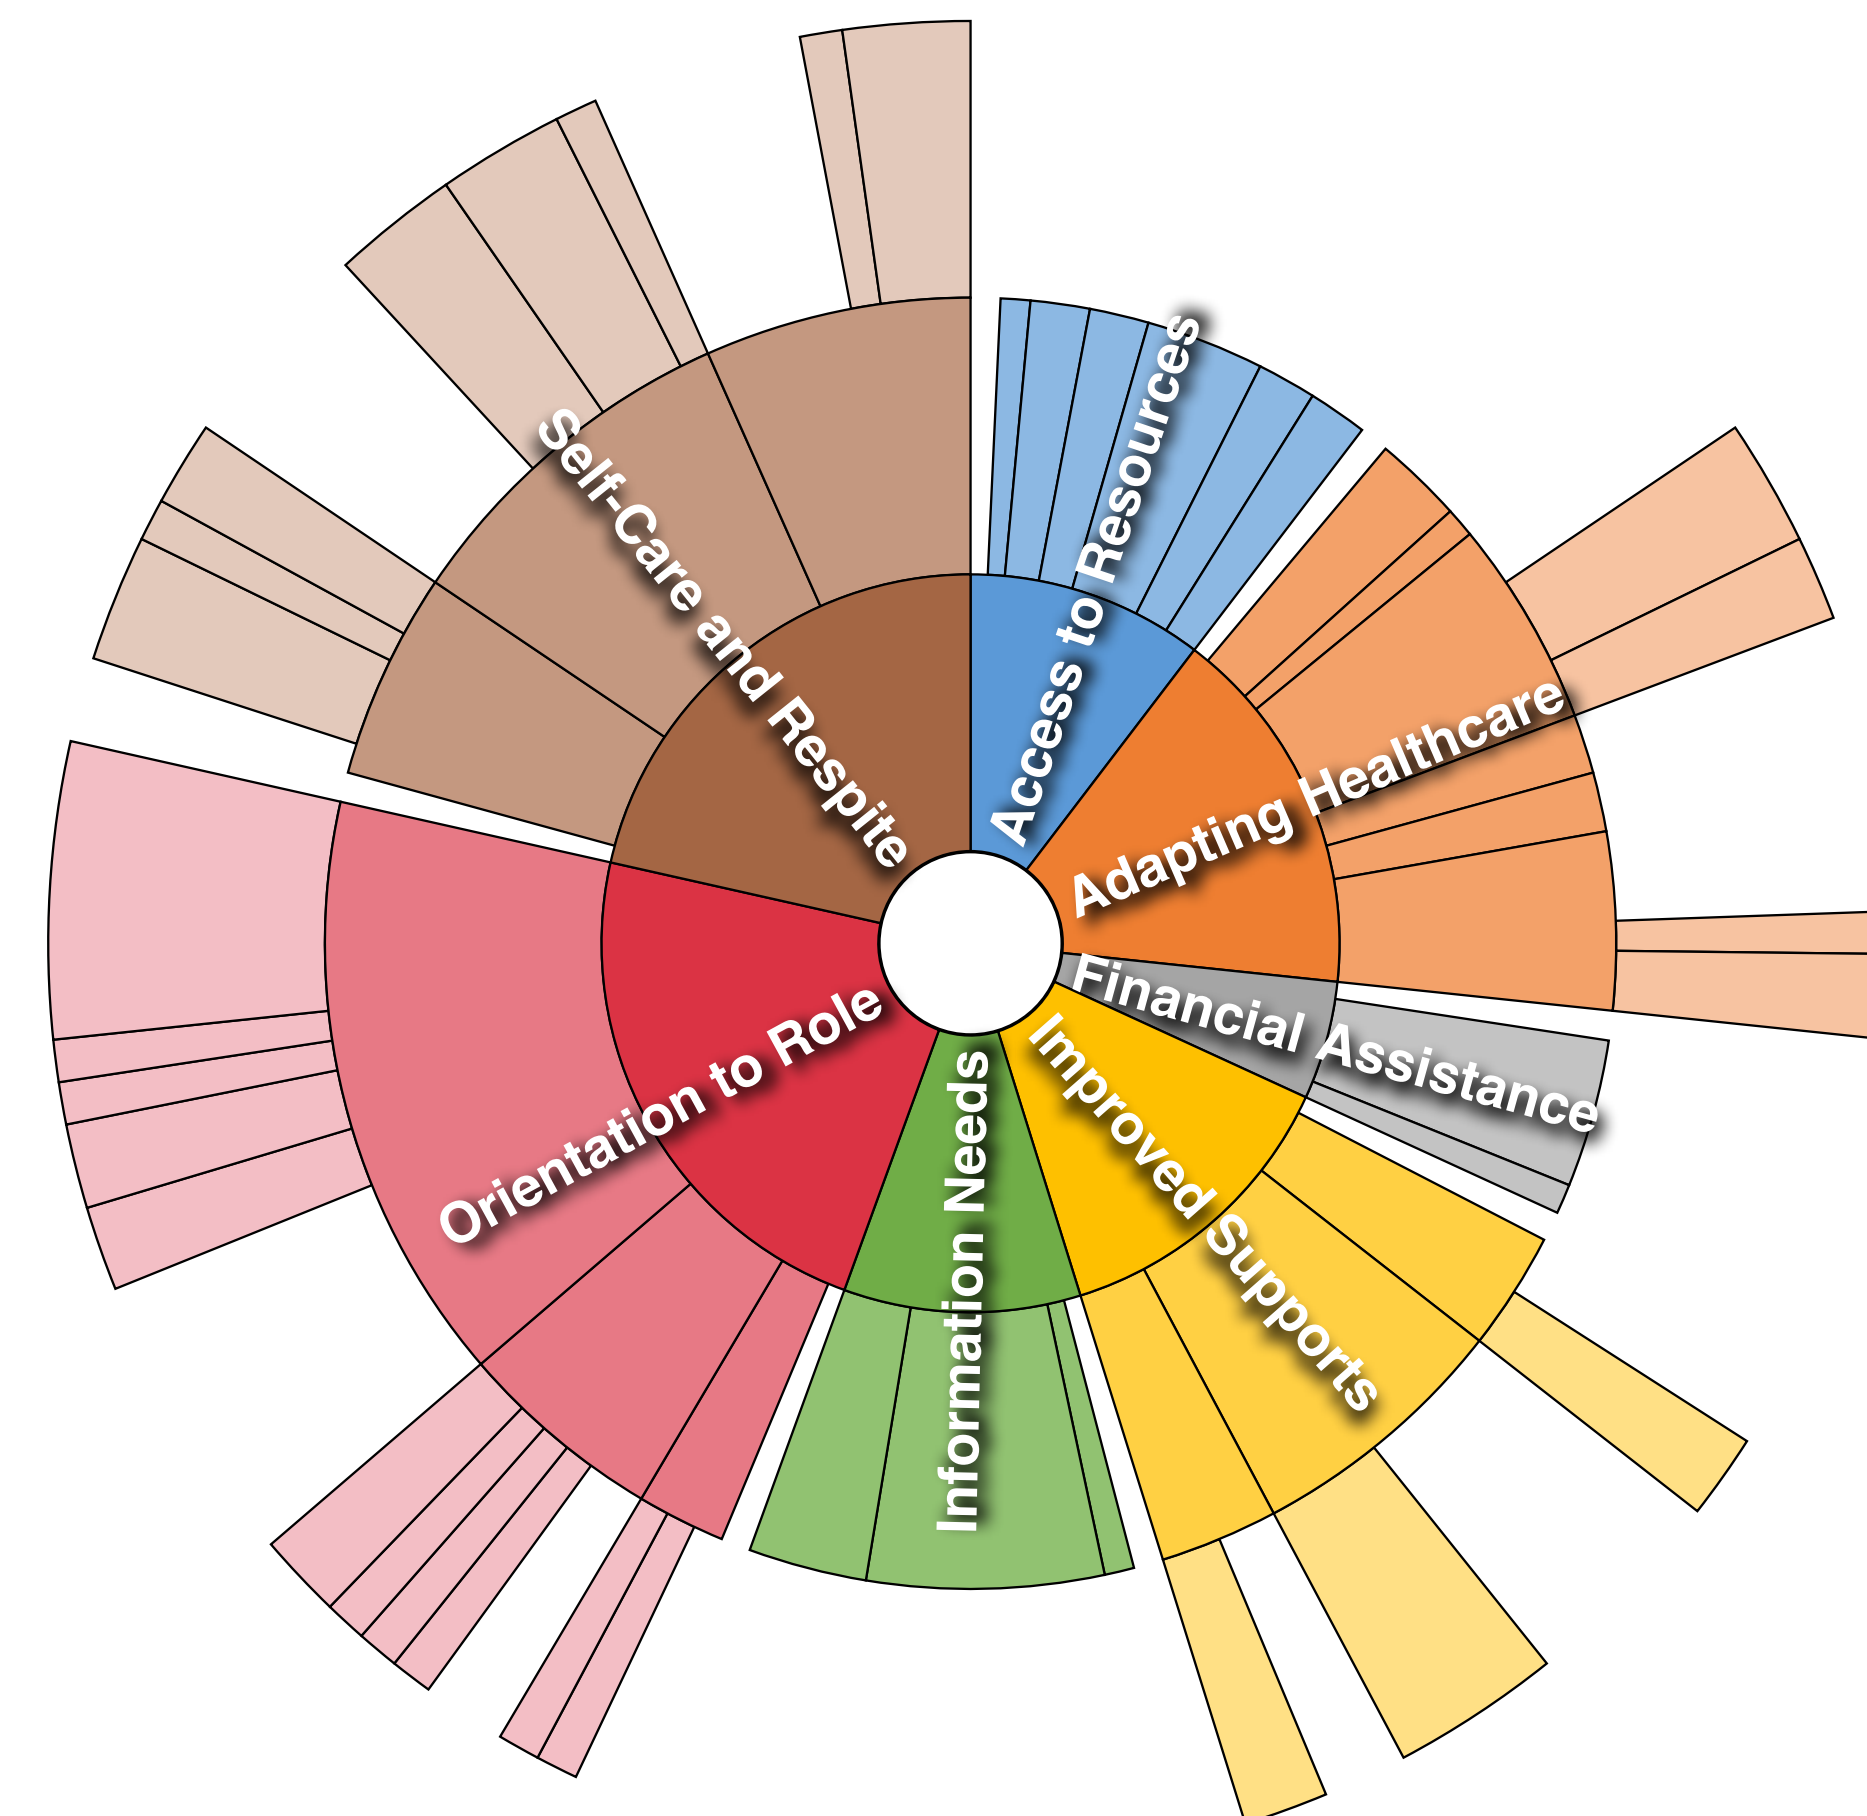 Access to Resources
Adapting Healthcare
Financial Assistance
Improved Supports
Information Needs
Orientation to Role
Self-Care and Respite